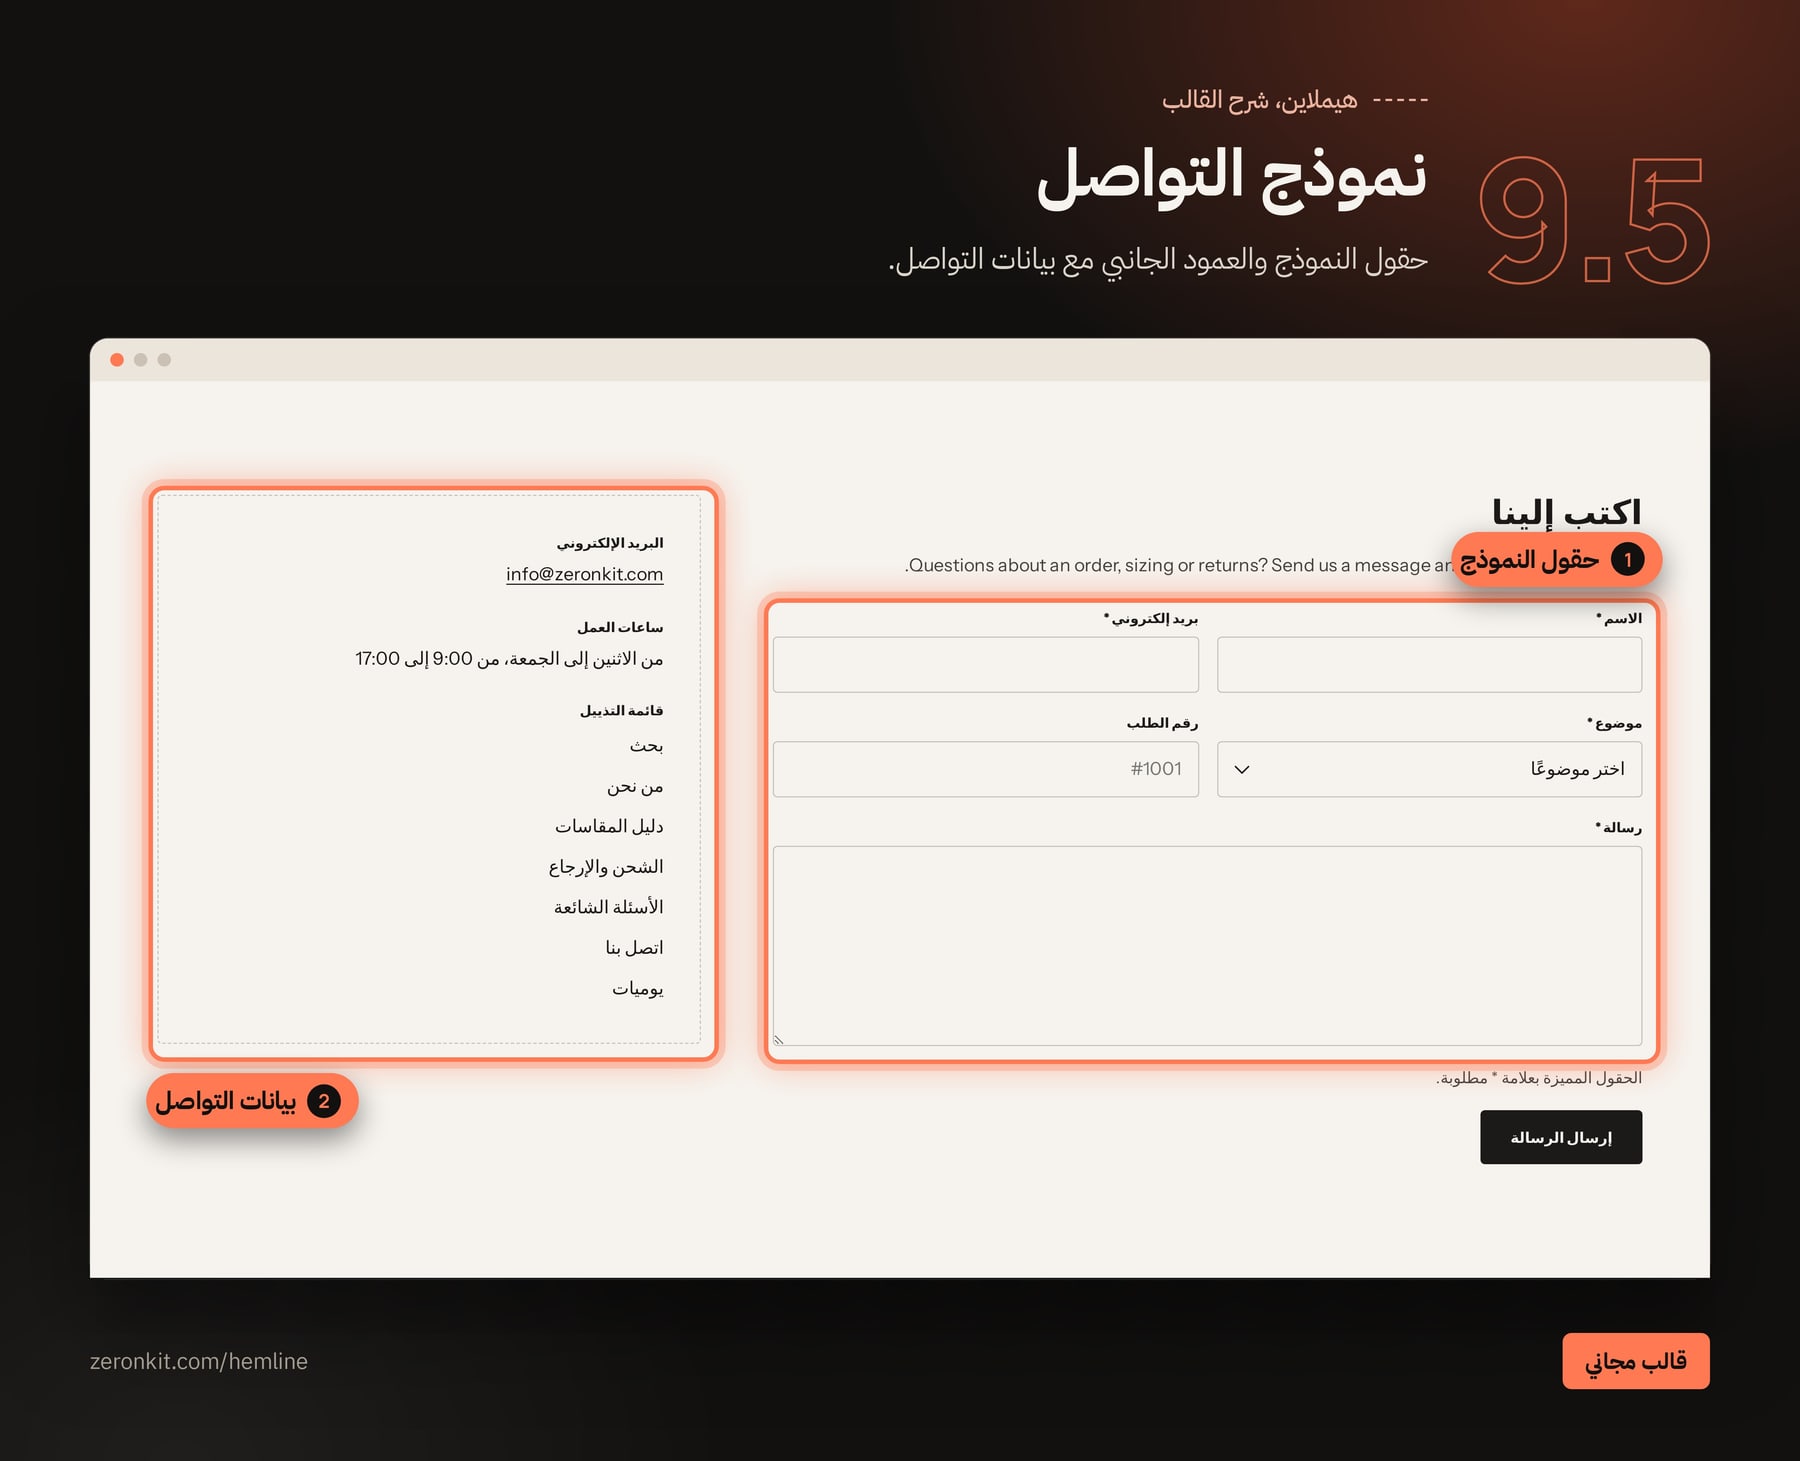 ----- هيملاين، شرح القالب
9.5
نموذج التواصل
حقول النموذج والعمود الجانبي مع بيانات التواصل.
اكتب إلينا
1 حقول النموذج
Questions about an order, sizing or returns? Send us a message
الاسم *
بريد إلكتروني *
موضوع *
رقم الطلب
اختر موضوعًا
#1001
رسالة *
الحقول المميزة بعلامة * مطلوبة.
إرسال الرسالة
البريد الإلكتروني
info@zeronkit.com
ساعات العمل
من الاثنين إلى الجمعة، من 9:00 إلى 17:00
قائمة التذييل
بحث
من نحن
دليل المقاسات
الشحن والإرجاع
الأسئلة الشائعة
اتصل بنا
يوميات
2 بيانات التواصل
قالب مجاني
zeronkit.com/hemline